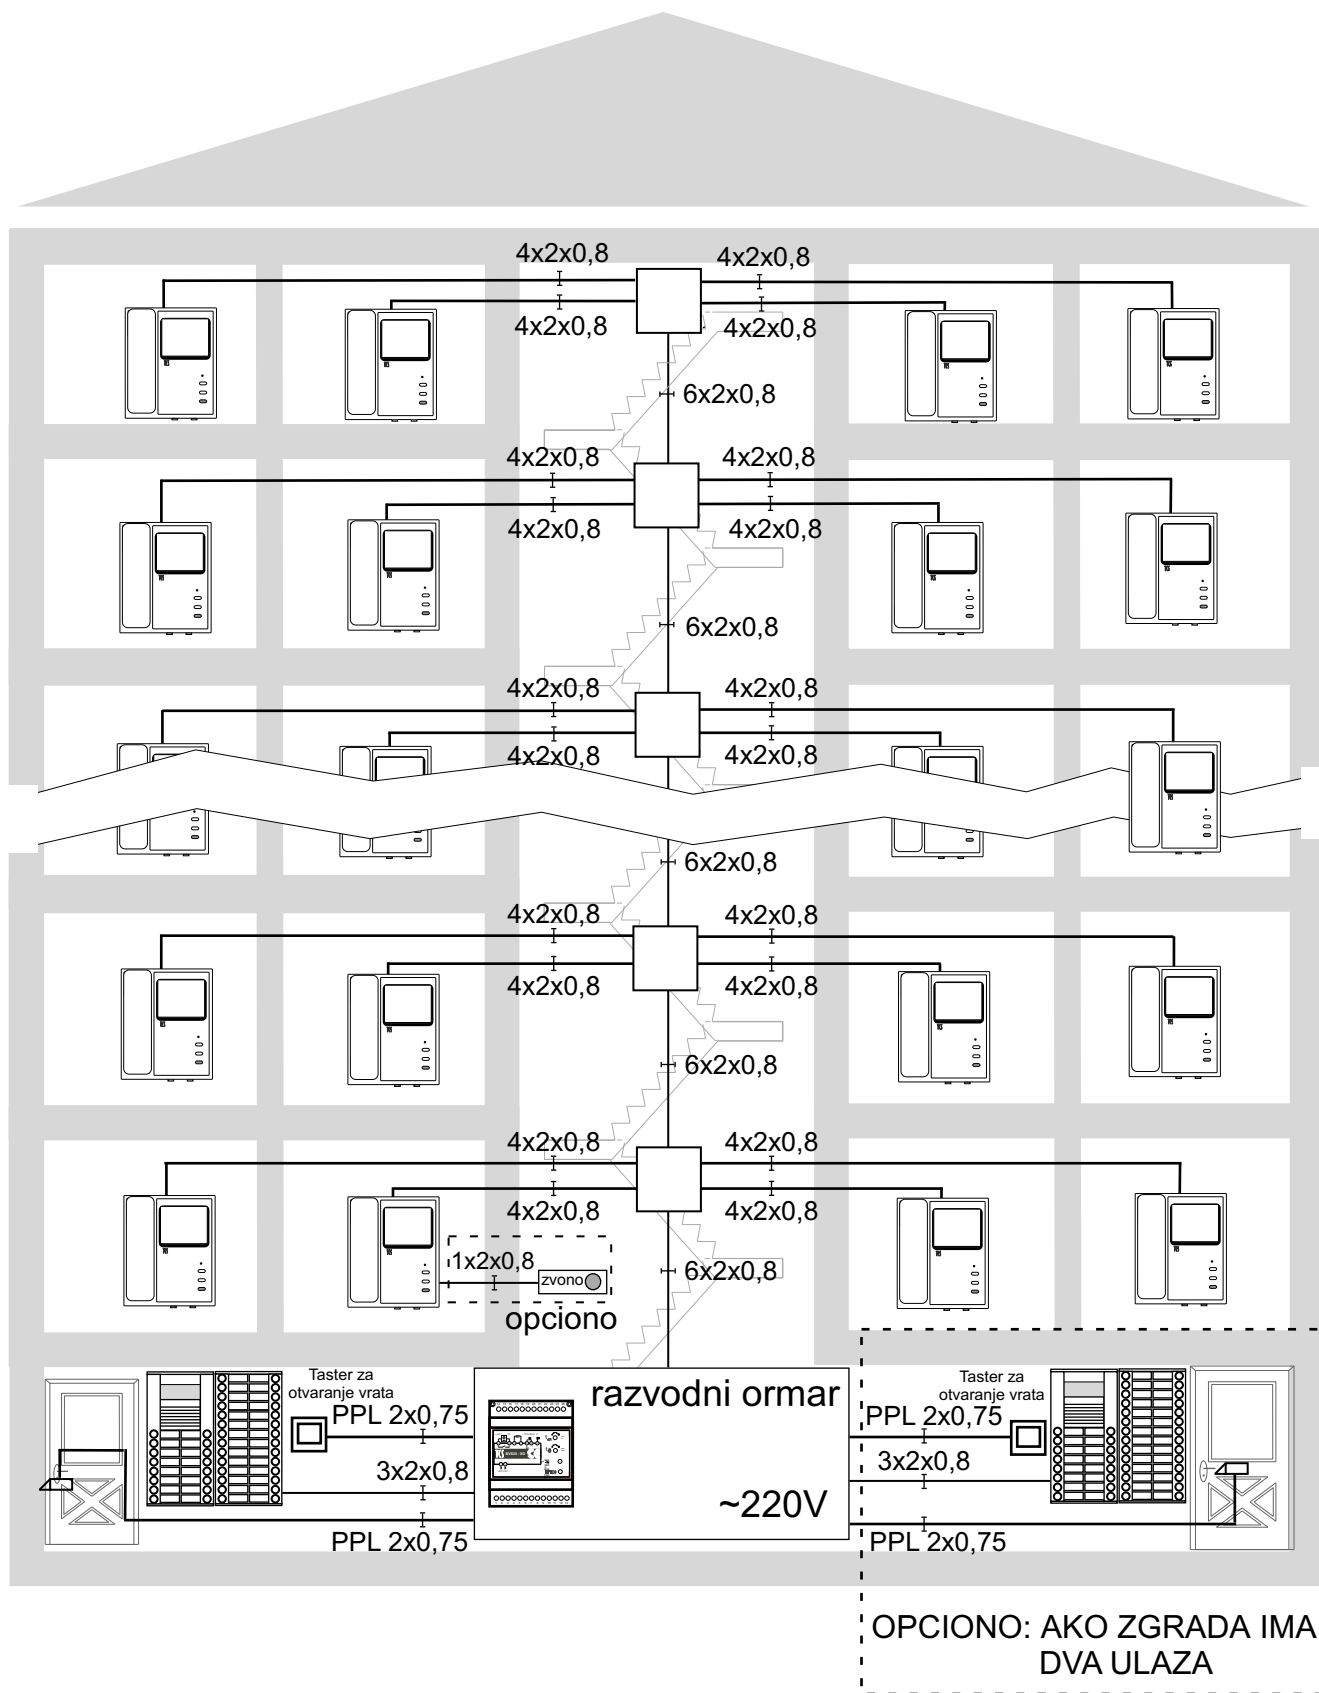 4x2x0,8
4x2x0,8
4x2x0,8
4x2x0,8
6x2x0,8
4x2x0,8
4x2x0,8
4x2x0,8
4x2x0,8
6x2x0,8
4x2x0,8
4x2x0,8
4x2x0,8
4x2x0,8
6x2x0,8
4x2x0,8
4x2x0,8
4x2x0,8
4x2x0,8
6x2x0,8
4x2x0,8
4x2x0,8
4x2x0,8
4x2x0,8
1x2x0,8
zvono
opciono
6x2x0,8
Taster za
otvaranje vrata
PPL 2x0,75
3x2x0,8
PPL 2x0,75
razvodni ormar
~220V
Taster za
otvaranje vrata
PPL 2x0,75
3x2x0,8
PPL 2x0,75
OPCIONO: AKO ZGRADA IMA
DVA ULAZA